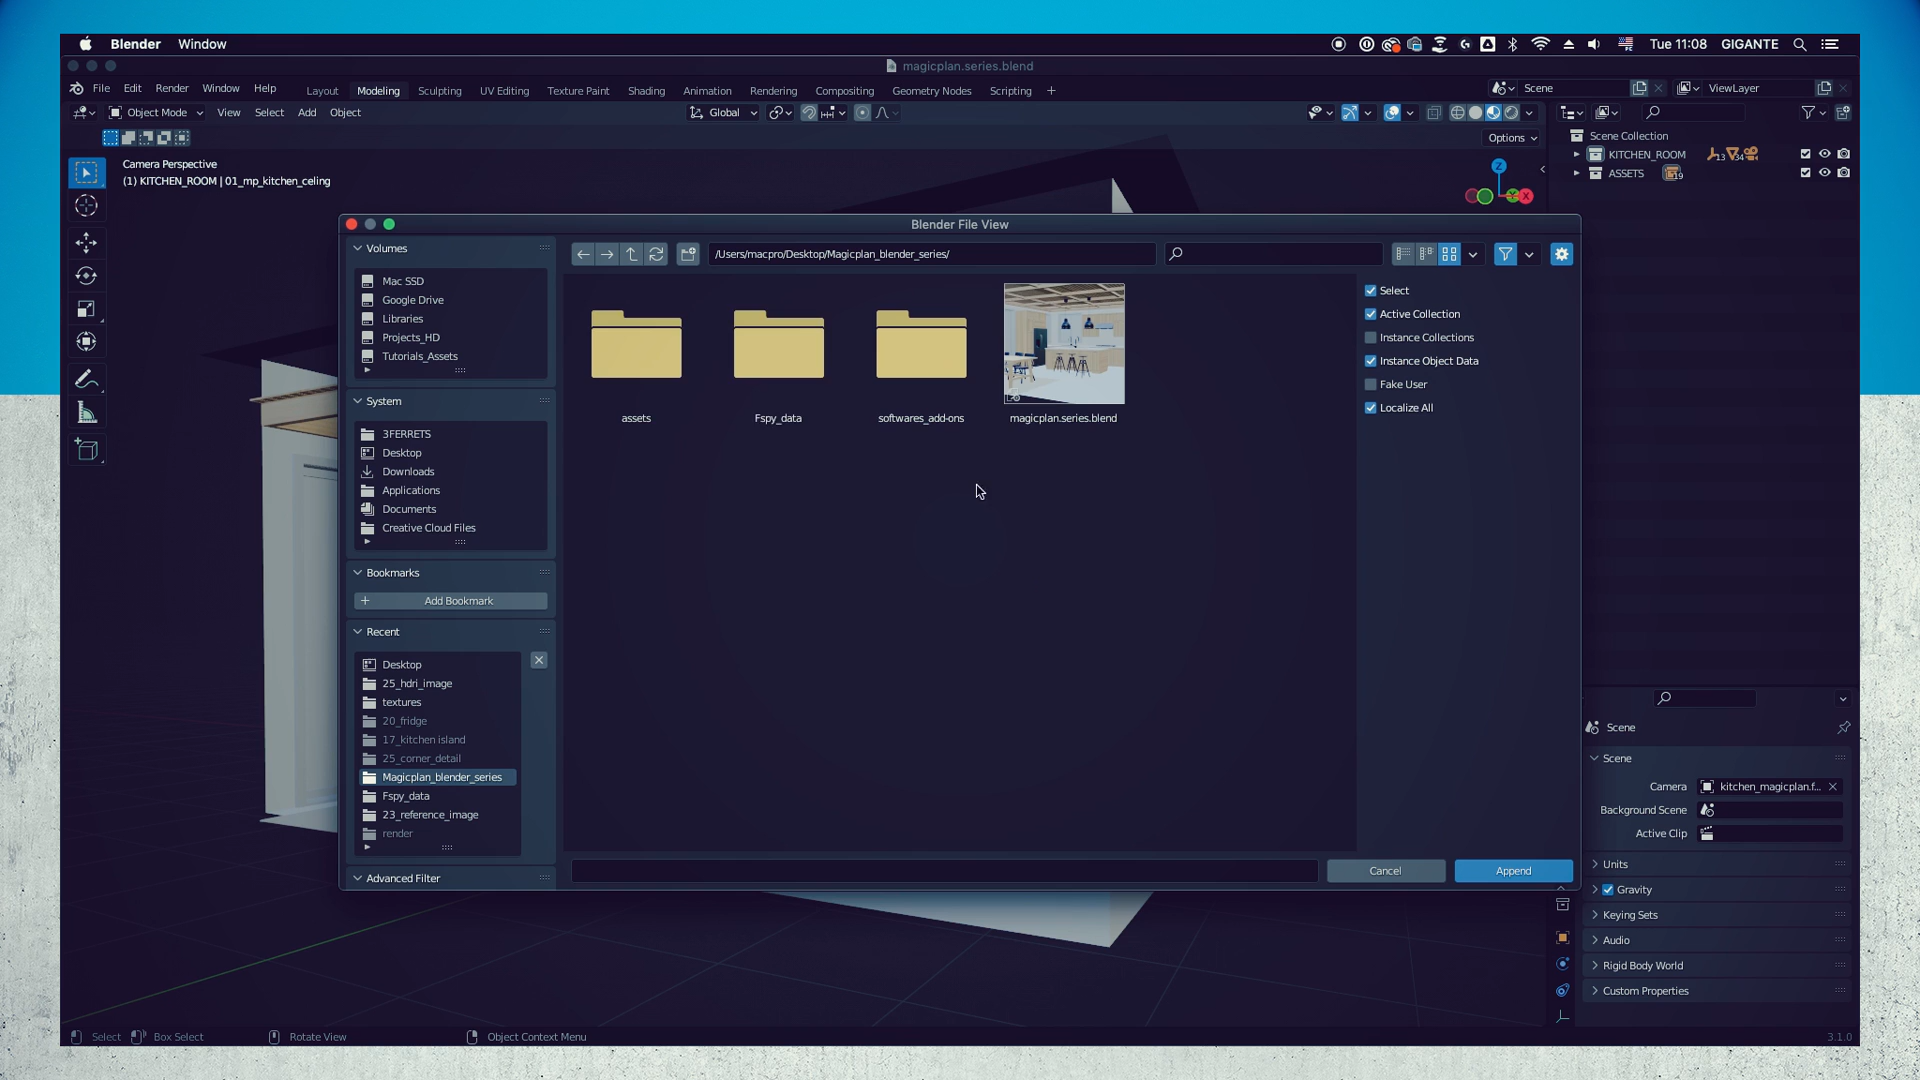 Blender Window
Tue 11:08 GIGANTE
magicplan.series.blend
File Edit Render Window Help
Layout Modeling Sculpting UV Editing Texture Paint Shading Animation Rendering Compositing Geometry Nodes Scripting +
Scene ViewLayer
Object Mode View Select Add Object
Global
Options
Camera Perspective
(1) KITCHEN_ROOM | 01_mp_kitchen_celing
Z
X
Scene Collection
KITCHEN_ROOM 13 34
ASSETS 19
Blender File View
Volumes
Mac SSD
Google Drive
Libraries
Projects_HD
Tutorials_Assets
System
3FERRETS
Desktop
Downloads
Applications
Documents
Creative Cloud Files
Bookmarks
Add Bookmark
Recent
Desktop
25_hdri_image
textures
20_fridge
17_kitchen island
25_corner_detail
Magicplan_blender_series
Fspy_data
23_reference_image
render
Advanced Filter
/Users/macpro/Desktop/Magicplan_blender_series/
assets
Fspy_data
softwares_add-ons
magicplan.series.blend
Select
Active Collection
Instance Collections
Instance Object Data
Fake User
Localize All
Cancel
Append
Scene
Scene
Camera kitchen_magicplan.f...
Background Scene
Active Clip
Units
Gravity
Keying Sets
Audio
Rigid Body World
Custom Properties
Select Box Select Rotate View Object Context Menu
3.1.0